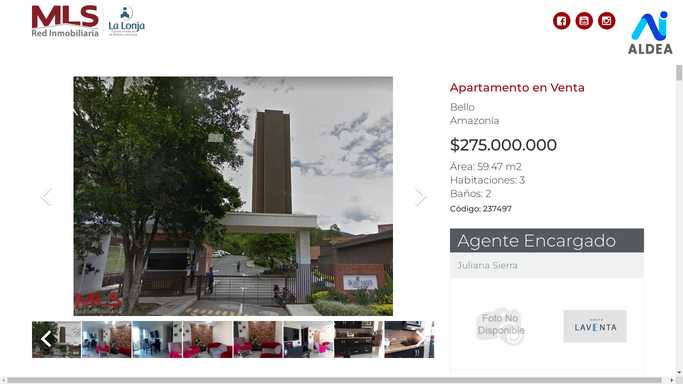 MLS
Red Inmobiliaria
La Lonja
ALDEA
Apartamento en Venta
Bello
Amazonía
$275.000.000
Área: 59.47 m2
Habitaciones: 3
Baños: 2
Código: 237497
MLS
Agente Encargado
Juliana Sierra
Foto No
Disponible
LAVENTA